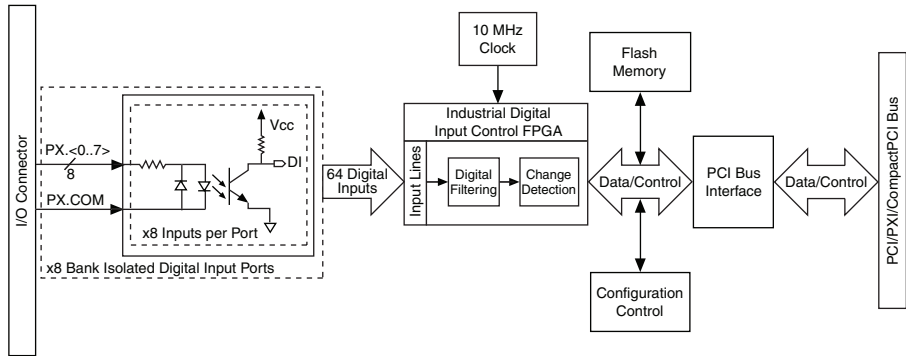 I/O Connector
PX.<0..7>
8
PX.COM
Vcc
DI
x8 Inputs per Port
x8 Bank Isolated Digital Input Ports
64 Digital
Inputs
10 MHz
Clock
Industrial Digital
Input Control FPGA
Input Lines
Digital
Filtering
Change
Detection
Flash
Memory
Data/Control
Configuration
Control
PCI Bus
Interface
Data/Control
PCI/PXI/CompactPCI Bus